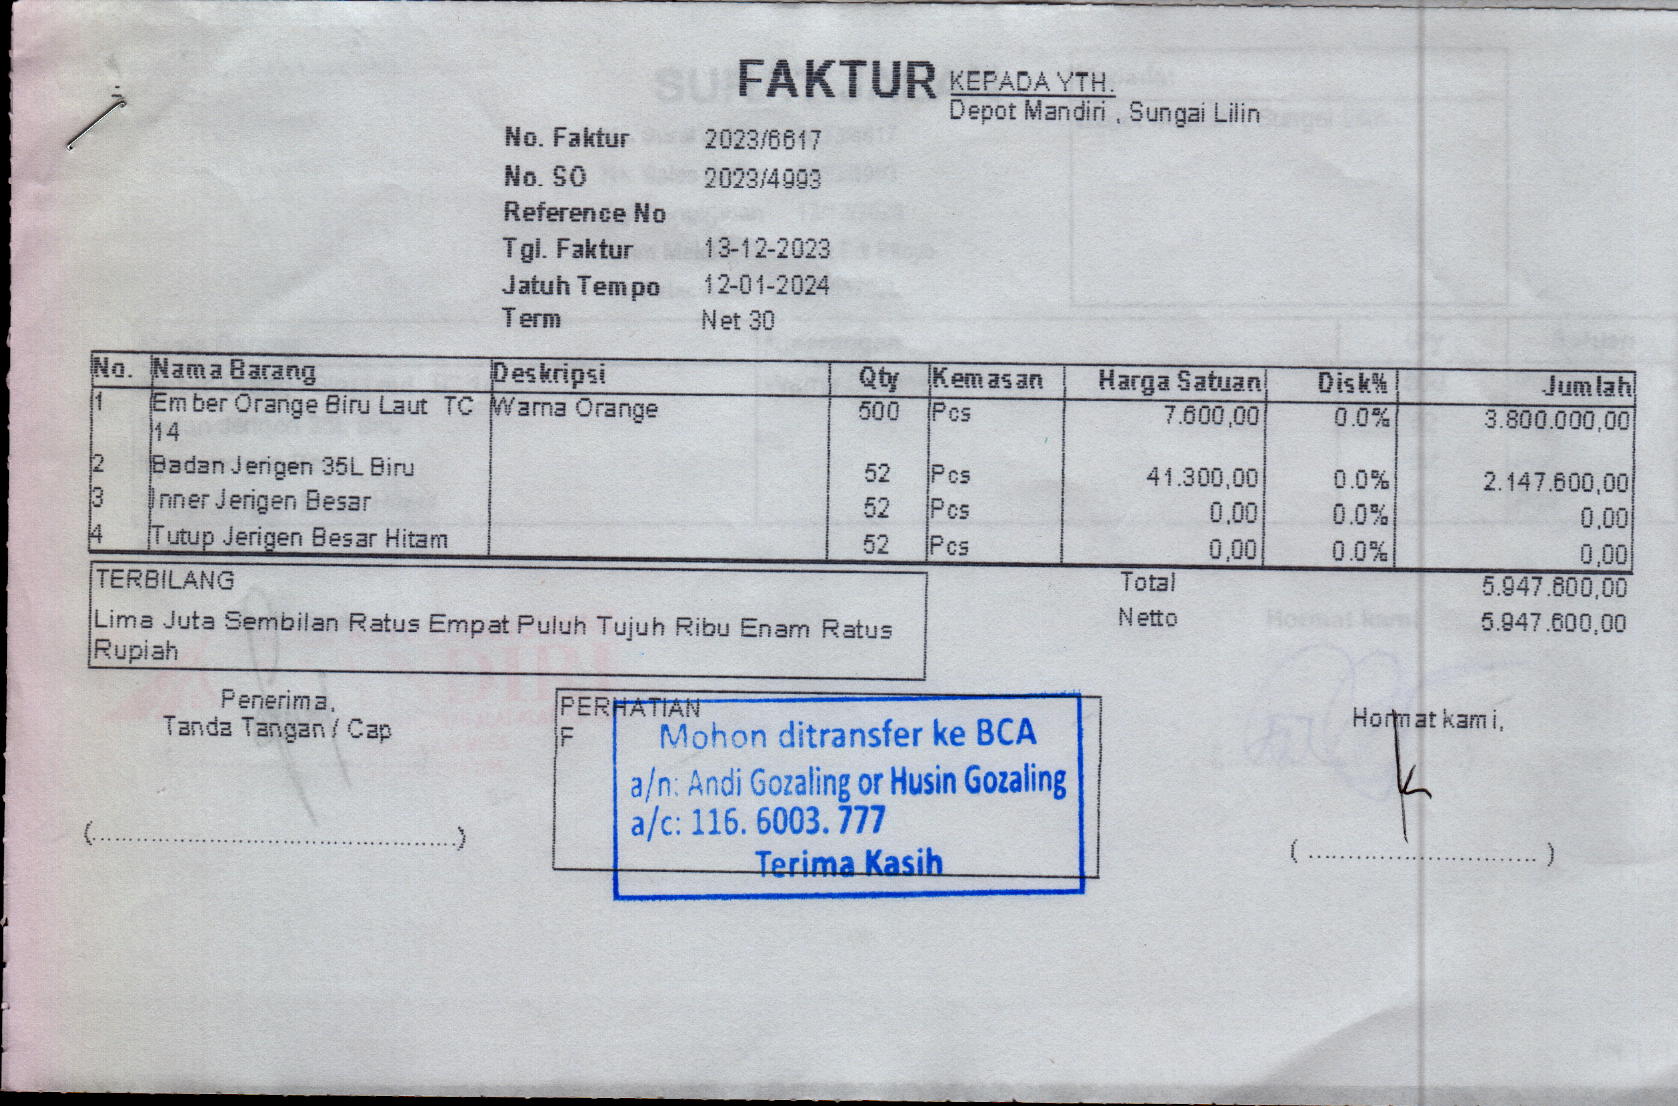 FAKTUR
KEPADA YTH.
Depot Mandiri , Sungai Lilin
No. Faktur 2023/6617
No. SO 2023/4993
Reference No
Tgl. Faktur 13-12-2023
Jatuh Tempo 12-01-2024
Term Net 30
No. Nama Barang Deskripsi Qty Kemasan Harga Satuan Disk% Jumlah
1 Ember Orange Biru Laut TC Warna Orange 500 Pcs 7.600,00 0.0% 3.800.000,00
14
2 Badan Jerigen 35L Biru 52 Pcs 41.300,00 0.0% 2.147.600,00
3 Inner Jerigen Besar 52 Pcs 0,00 0.0% 0,00
4 Tutup Jerigen Besar Hitam 52 Pcs 0,00 0.0% 0,00
TERBILANG
Lima Juta Sembilan Ratus Empat Puluh Tujuh Ribu Enam Ratus
Rupiah
Total 5.947.600,00
Netto 5.947.600,00
Penerima,
Tanda Tangan / Cap
(..............................................)
PERHATIAN
F
Mohon ditransfer ke BCA
a/n: Andi Gozaling or Husin Gozaling
a/c: 116. 6003. 777
Terima Kasih
Hormat kami,
( ............................. )